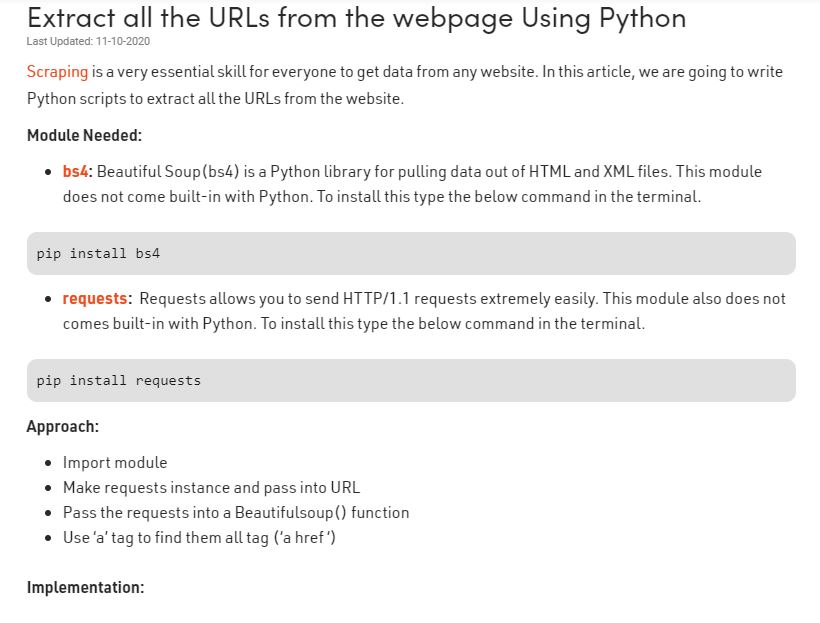 Extract all the URLs from the webpage Using Python
Last Updated: 11-10-2020
Scraping is a very essential skill for everyone to get data from any website. In this article, we are going to write
Python scripts to extract all the URLs from the website.
Module Needed:
bs4: Beautiful Soup(bs4) is a Python library for pulling data out of HTML and XML files. This module
does not come built-in with Python. To install this type the below command in the terminal.
pip install bs4
requests:  Requests allows you to send HTTP/1.1 requests extremely easily. This module also does not
comes built-in with Python. To install this type the below command in the terminal.
pip install requests
Approach:
Import module
Make requests instance and pass into URL
Pass the requests into a Beautifulsoup() function
Use ‘a’ tag to find them all tag (‘a href ‘)
Implementation: